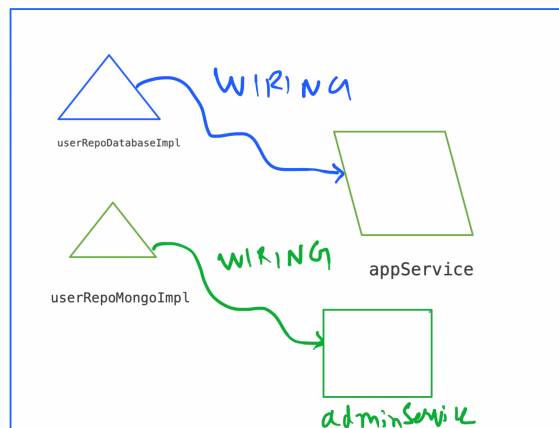 WIRING
userRepoDatabaseImpl
WIRING
appService
userRepoMongoImpl
adminService